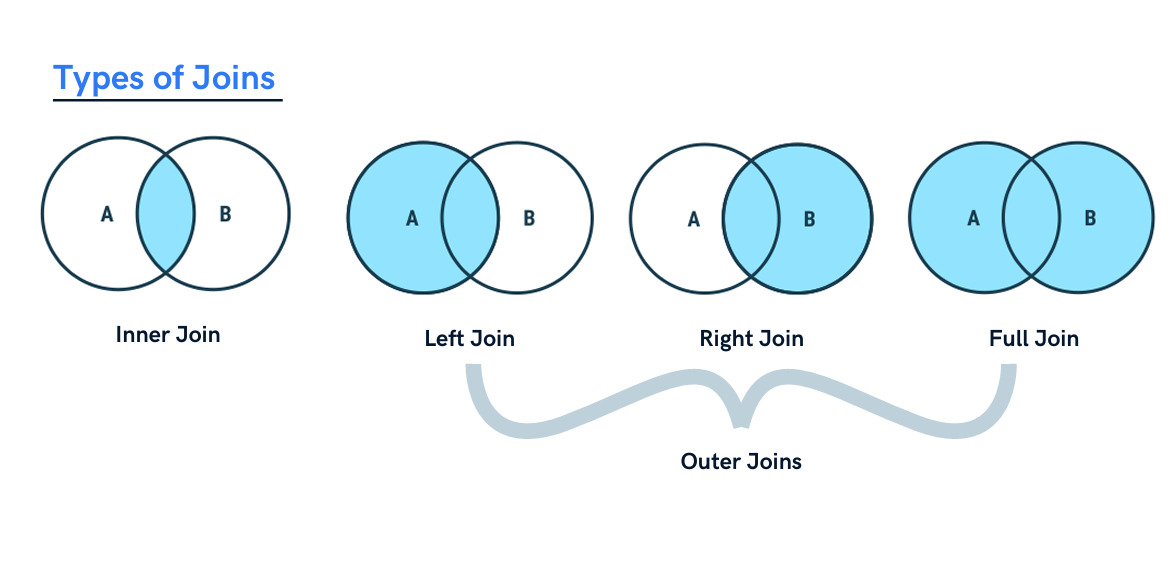 Types of Joins
A
B
A
B
A
B
A
B
Inner Join
Left Join
Right Join
Full Join
Outer Joins